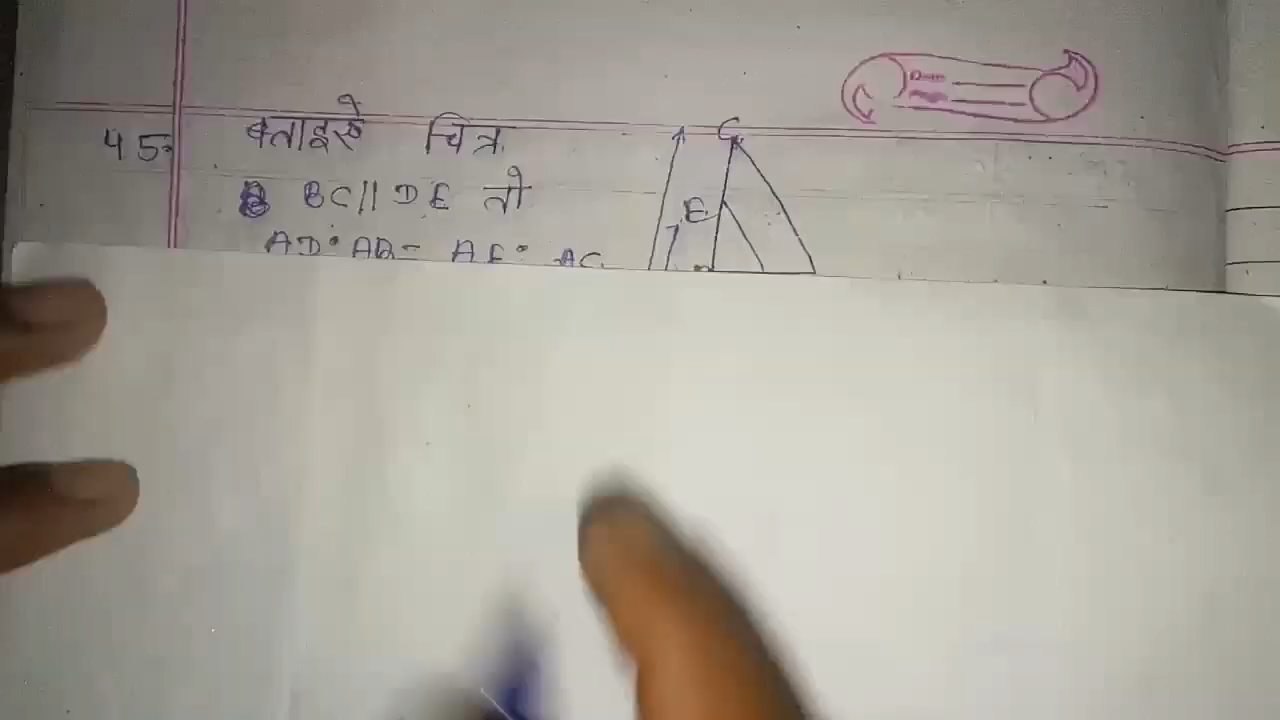 45=
बताइये चित्र
BC || DE तो
AD : AB = AE : AC
C
E